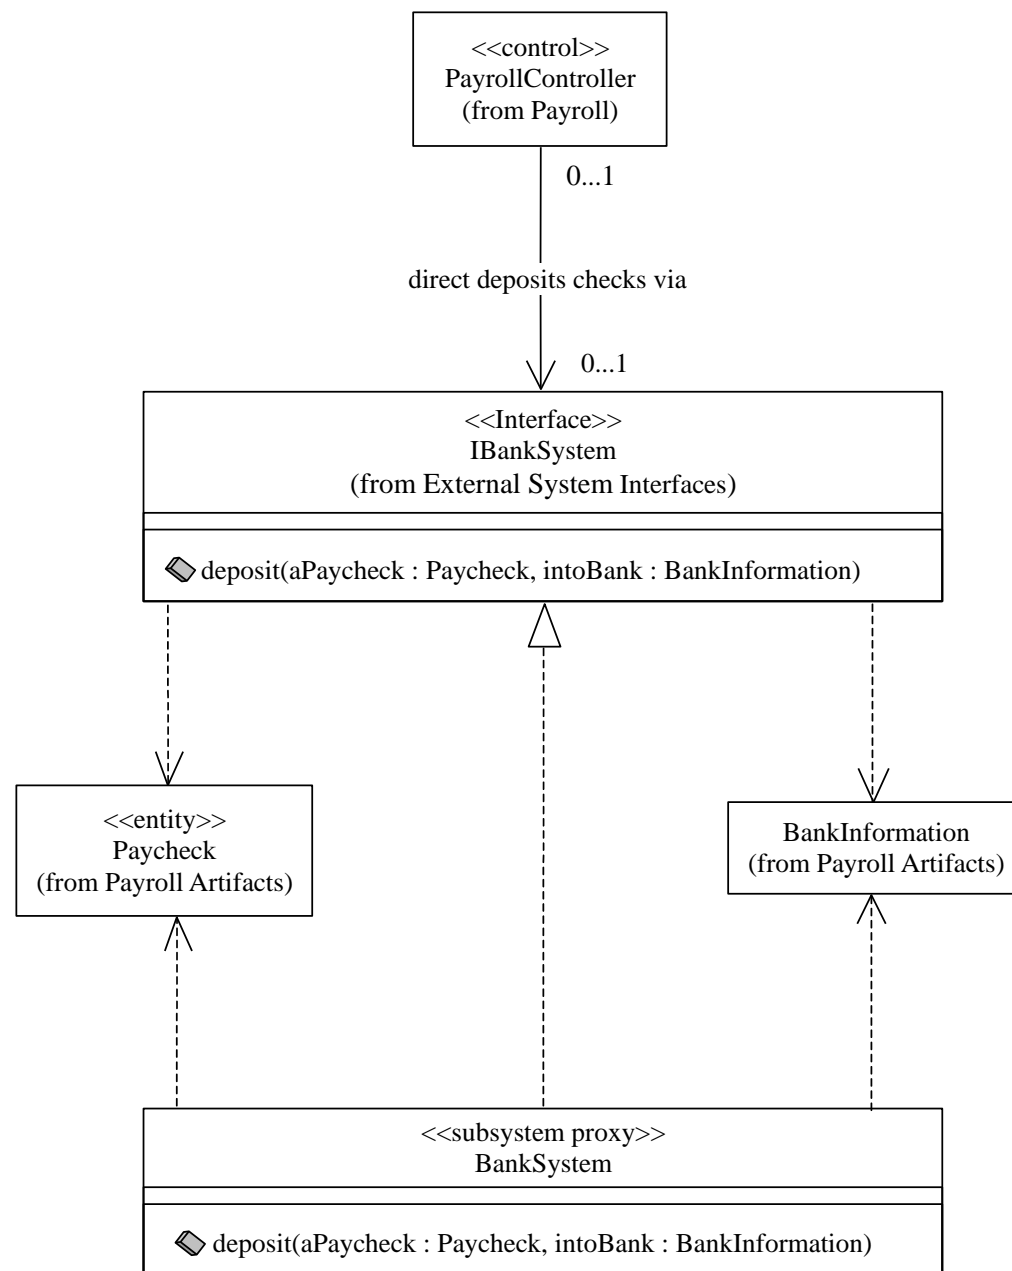 <<control>>
PayrollController
(from Payroll)
0...1
direct deposits checks via
0...1
<<Interface>>
IBankSystem
(from External System Interfaces)
deposit(aPaycheck : Paycheck, intoBank : BankInformation)
<<entity>>
Paycheck
(from Payroll Artifacts)
BankInformation
(from Payroll Artifacts)
<<subsystem proxy>>
BankSystem
deposit(aPaycheck : Paycheck, intoBank : BankInformation)